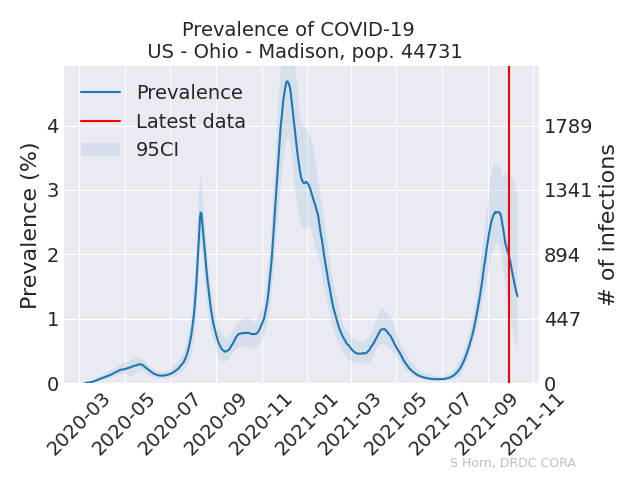 Prevalence of COVID-19
US - Ohio - Madison, pop. 44731
Prevalence
Latest data
95CI
Prevalence (%)
4
3
2
1
0
1789
1341
894
447
0
# of infections
2020-03
2020-05
2020-07
2020-09
2020-11
2021-01
2021-03
2021-05
2021-07
2021-09
2021-11
S Horn, DRDC CORA